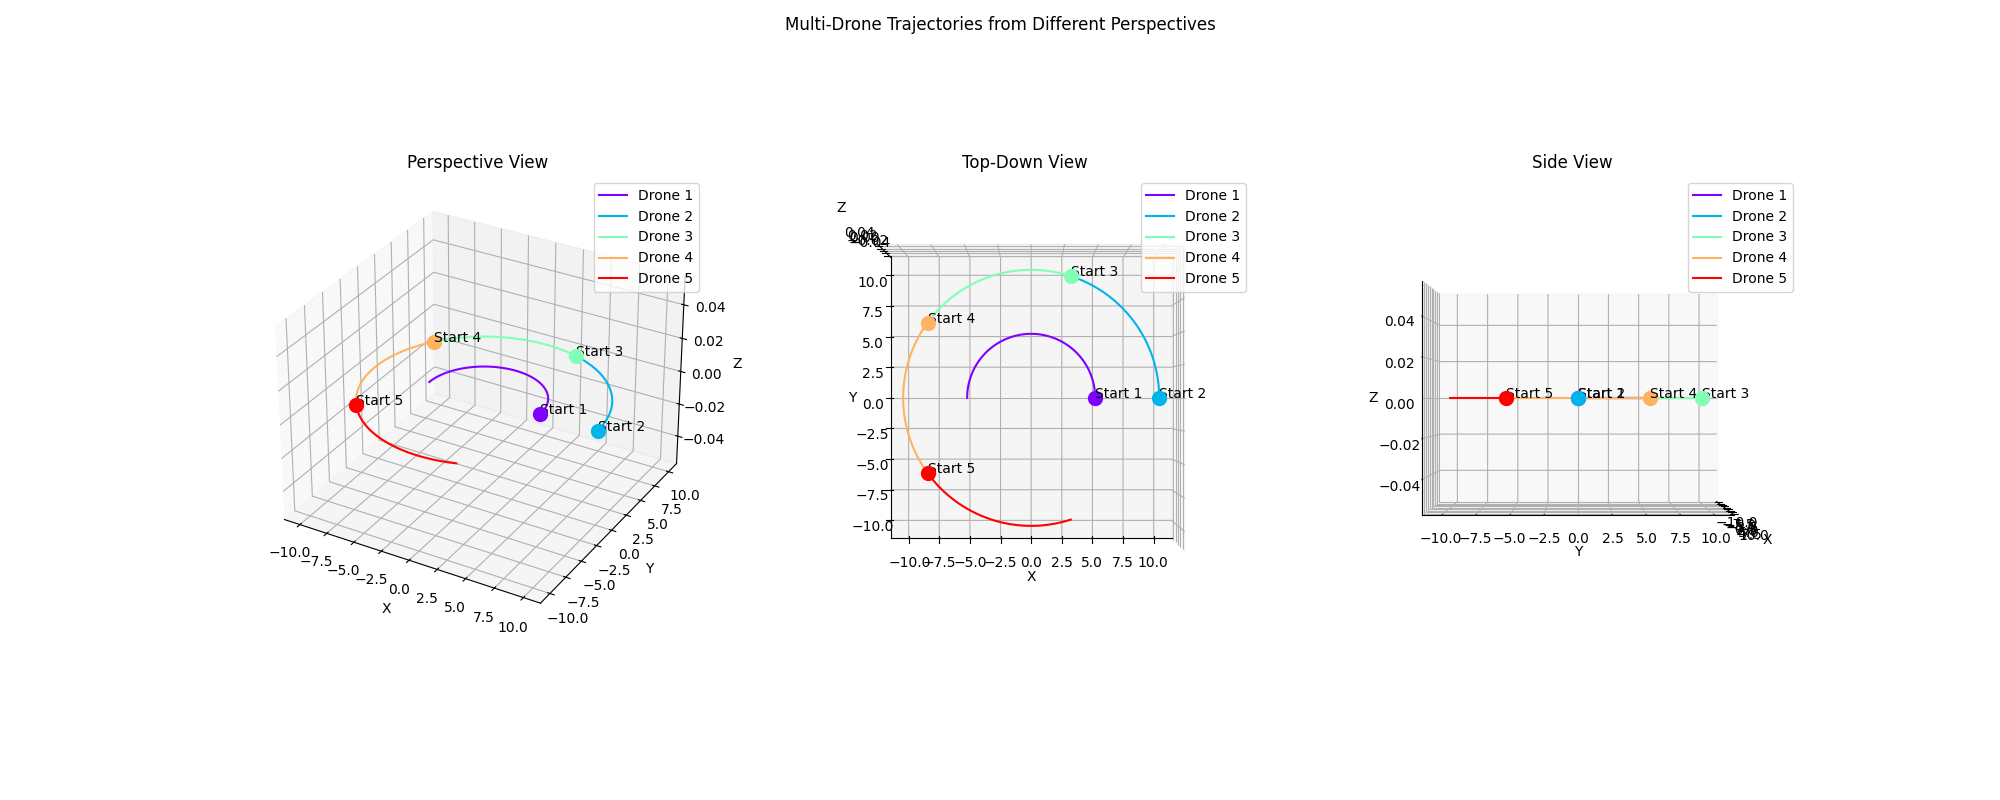 Multi-Drone Trajectories from Different Perspectives
Perspective View
Drone 1
Drone 2
Drone 3
Drone 4
Drone 5
Start 1
Start 2
Start 3
Start 4
Start 5
0.04
0.02
0.00
−0.02
−0.04
Z
10.0
7.5
5.0
2.5
0.0
−2.5
−5.0
−7.5
−10.0
Y
−10.0
−7.5
−5.0
−2.5
0.0
2.5
5.0
7.5
10.0
X
Top-Down View
Drone 1
Drone 2
Drone 3
Drone 4
Drone 5
Z
0.04
−0.04
Start 3
Start 4
Start 1
Start 2
Start 5
10.0
7.5
5.0
2.5
0.0
−2.5
−5.0
−7.5
−10.0
Y
−10.0 −7.5 −5.0 −2.5 0.0 2.5 5.0 7.5 10.0
X
Side View
Drone 1
Drone 2
Drone 3
Drone 4
Drone 5
0.04
0.02
0.00
−0.02
−0.04
Z
Start 5
Start 4
Start 3
−10.0 −7.5 −5.0 −2.5 0.0 2.5 5.0 7.5 10.0
Y
−10.0
10.0
X